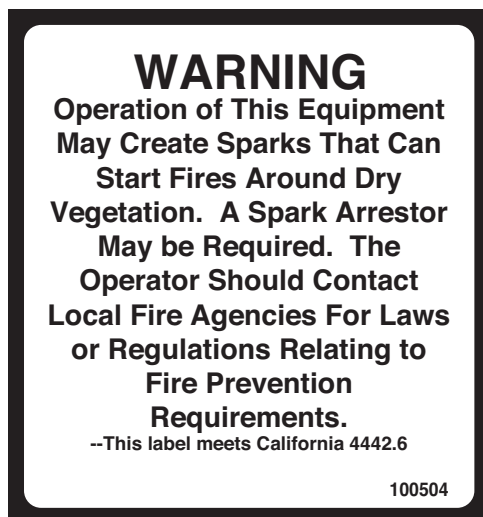 WARNING
Operation of This Equipment
May Create Sparks That Can
Start Fires Around Dry
Vegetation.  A Spark Arrestor
May be Required.  The
Operator Should Contact
Local Fire Agencies For Laws
or Regulations Relating to
Fire Prevention
Requirements.
--This label meets California 4442.6
100504